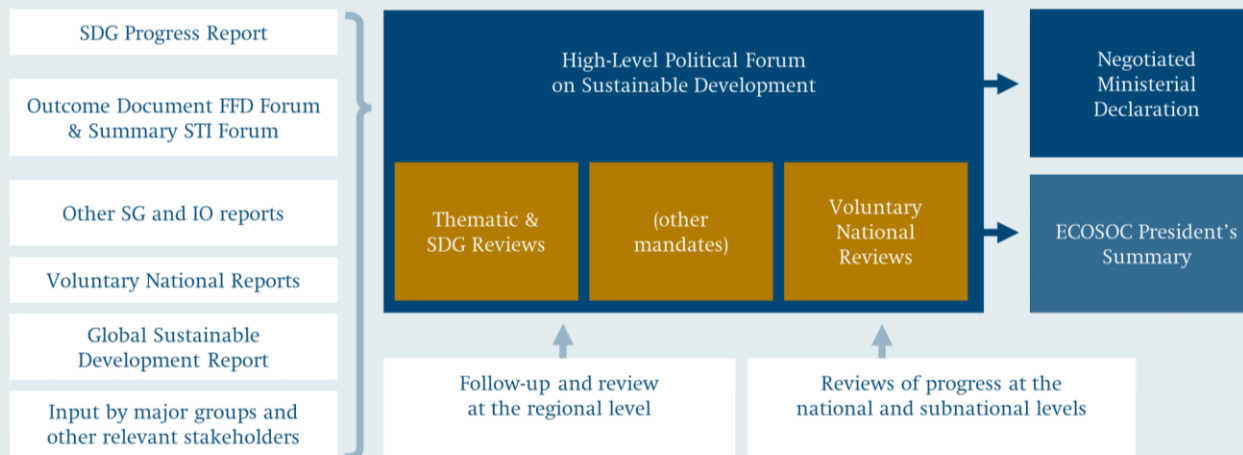 SDG Progress Report
Outcome Document FFD Forum
& Summary STI Forum
Other SG and IO reports
Voluntary National Reports
Global Sustainable
Development Report
Input by major groups and
other relevant stakeholders
High-Level Political Forum
on Sustainable Development
Thematic &
SDG Reviews
(other
mandates)
Voluntary
National
Reviews
Follow-up and review
at the regional level
Reviews of progress at the
national and subnational levels
Negotiated
Ministerial
Declaration
ECOSOC President’s
Summary